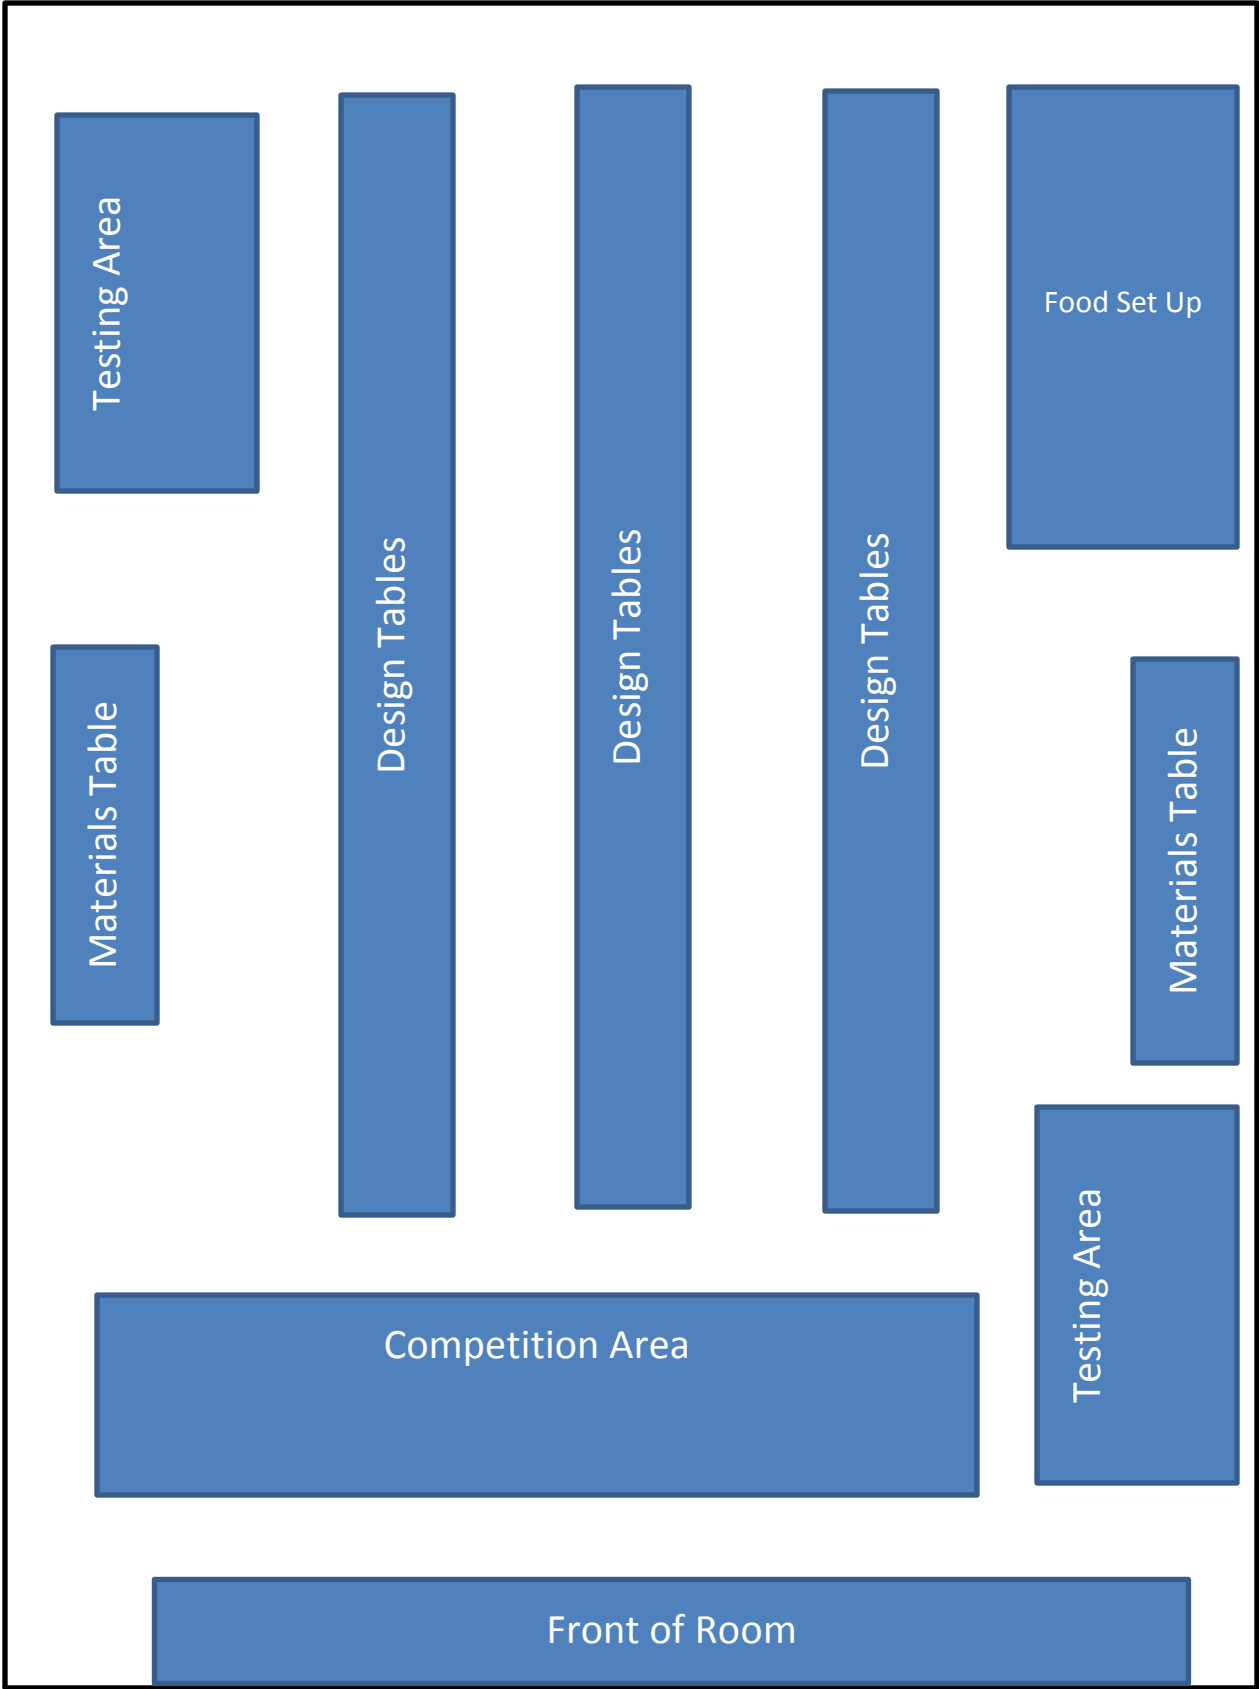 Testing Area
Design Tables
Design Tables
Design Tables
Food Set Up
Materials Table
Materials Table
Testing Area
Competition Area
Front of Room